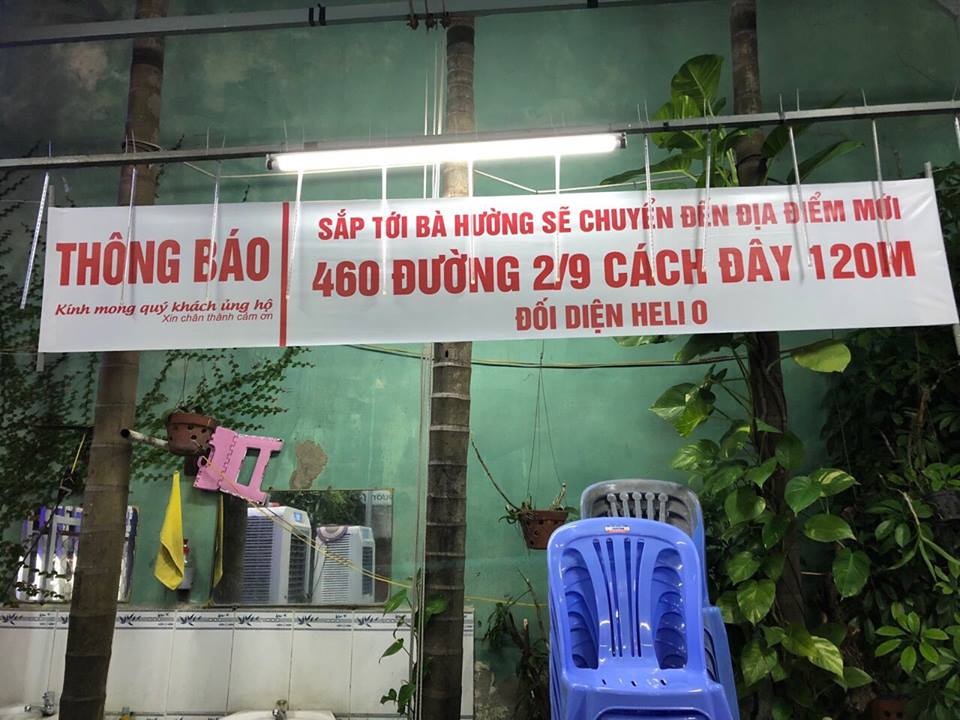 THÔNG BÁO
Kính mong quý khách ủng hộ
Xin chân thành cảm ơn
SẮP TỚI BÀ HƯỜNG SẼ CHUYỂN ĐẾN ĐỊA ĐIỂM MỚI
460 ĐƯỜNG 2/9 CÁCH ĐÂY 120M
ĐỐI DIỆN HELIO